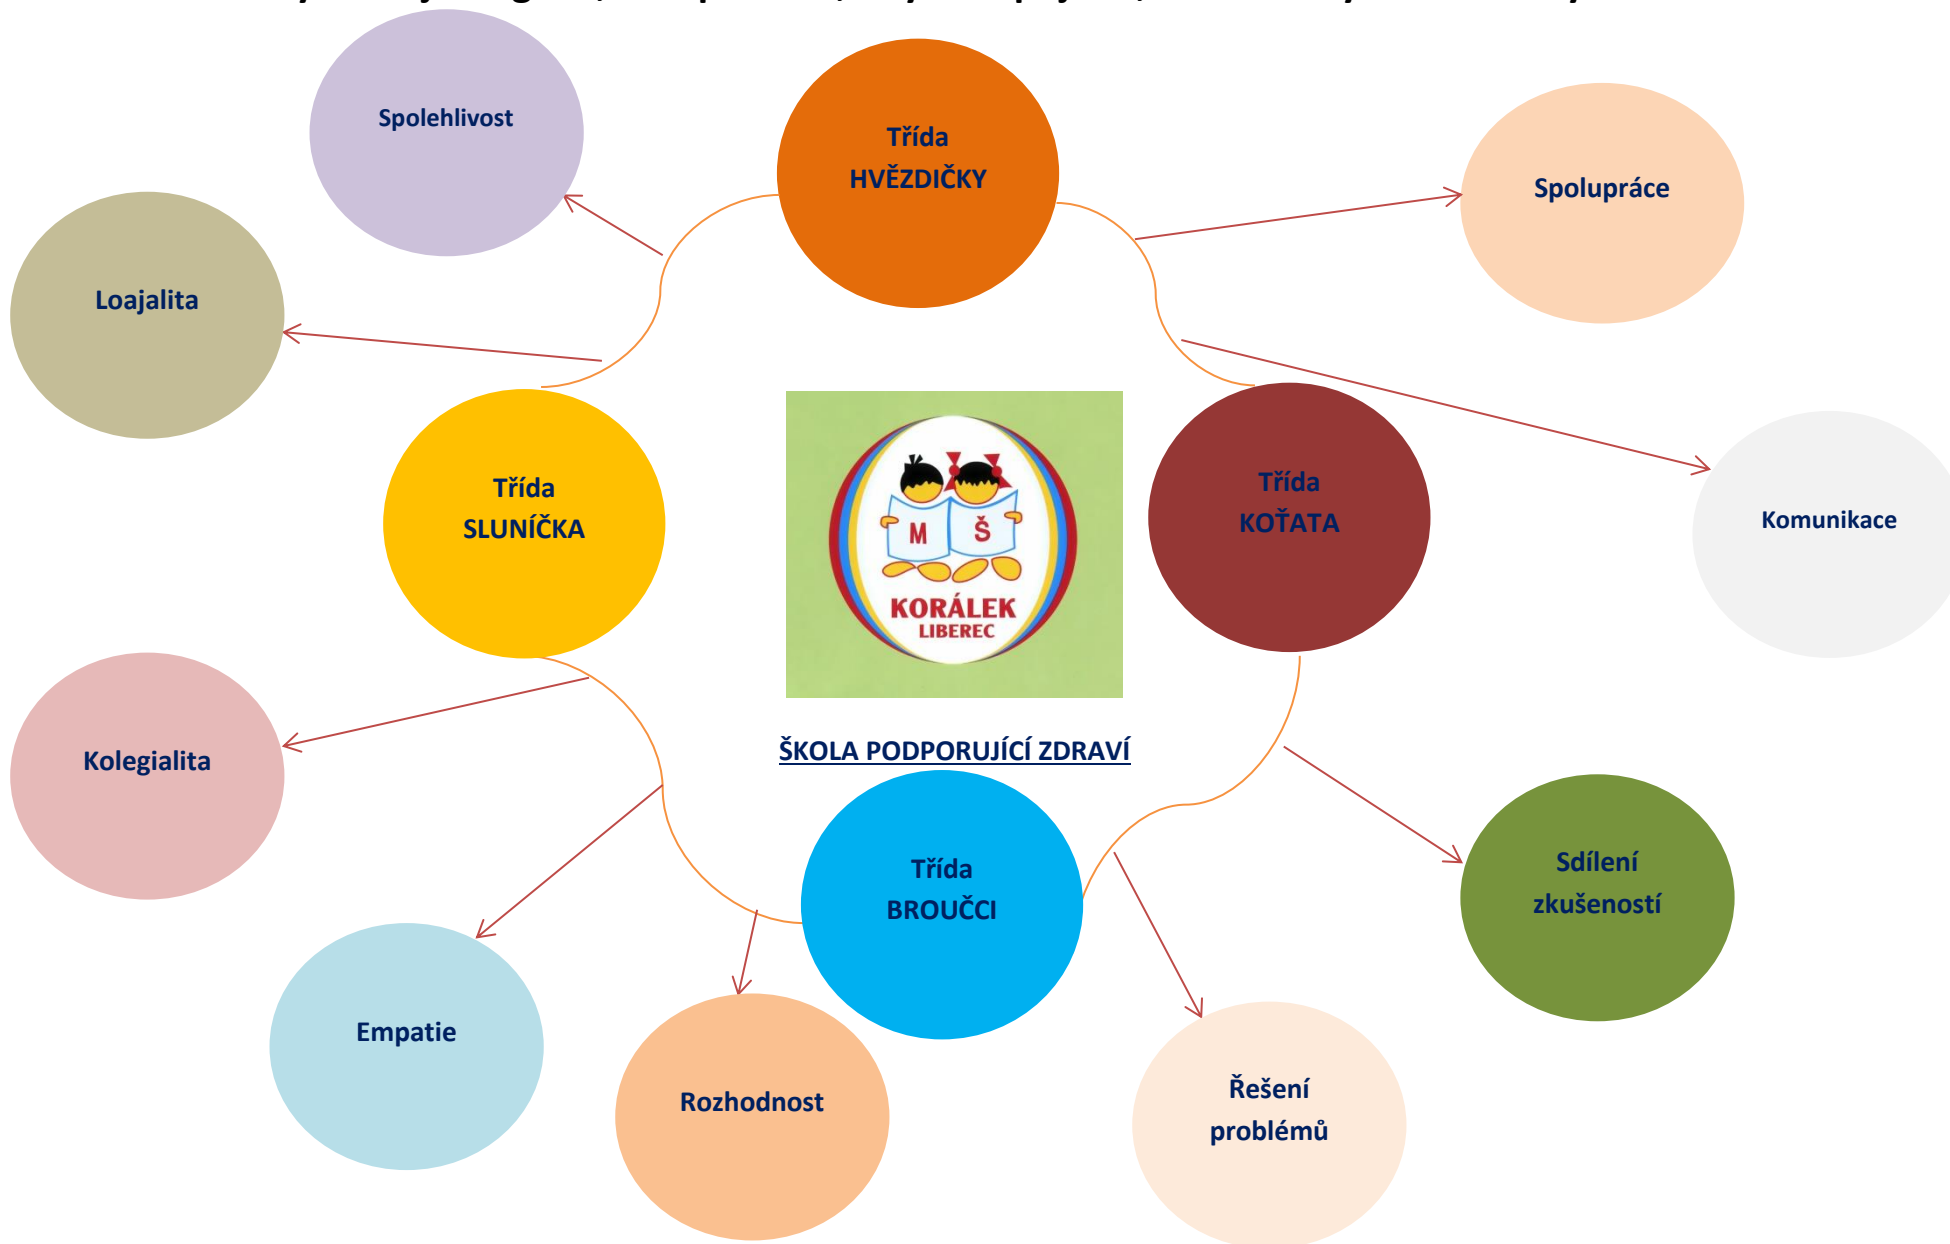 Spolehlivost
Třída
HVĚZDIČKY
Spolupráce
Loajalita
Třída
SLUNÍČKA
M Š
KORÁLEK
LIBEREC
Třída
KOŤATA
Komunikace
ŠKOLA PODPORUJÍCÍ ZDRAVÍ
Kolegialita
Třída
BROUČCI
Sdílení
zkušeností
Empatie
Rozhodnost
Řešení
problémů